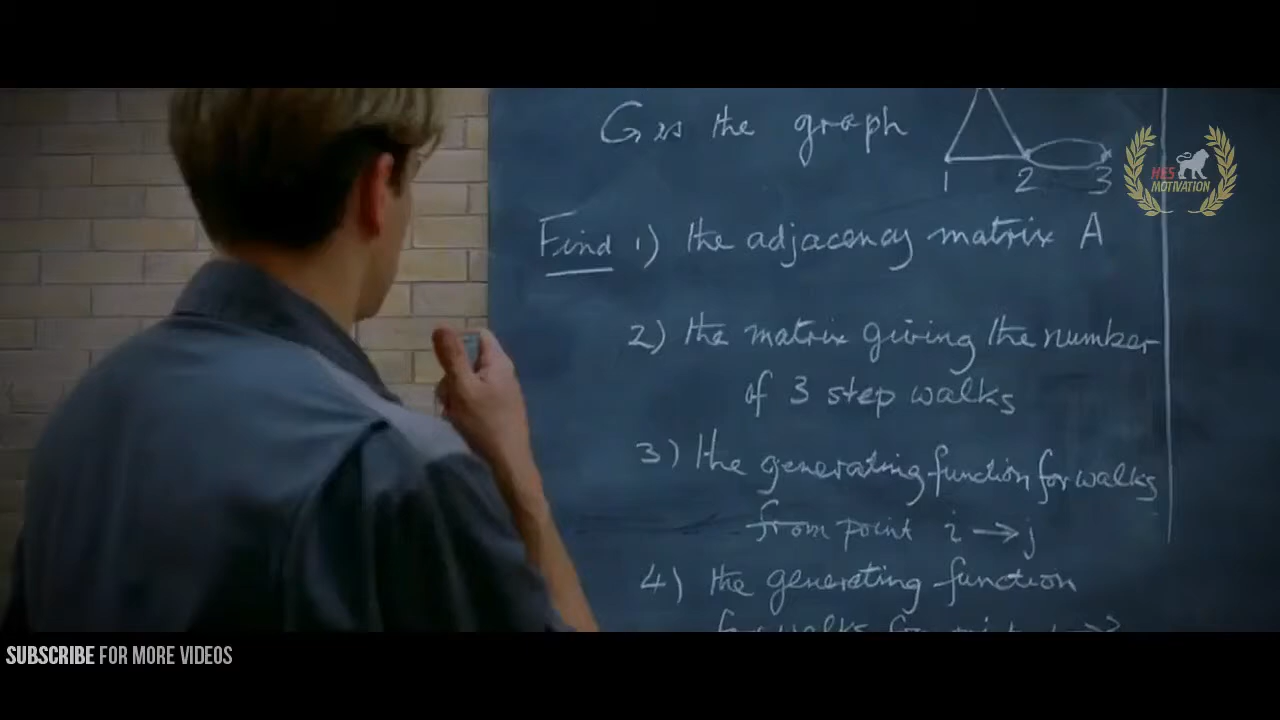 G is the graph
1 2 3
Find 1) the adjacency matrix A
2) the matrix giving the number
of 3 step walks
3) the generating function for walks
from point i → j
4) the generating function
HES
MOTIVATION
SUBSCRIBE FOR MORE VIDEOS